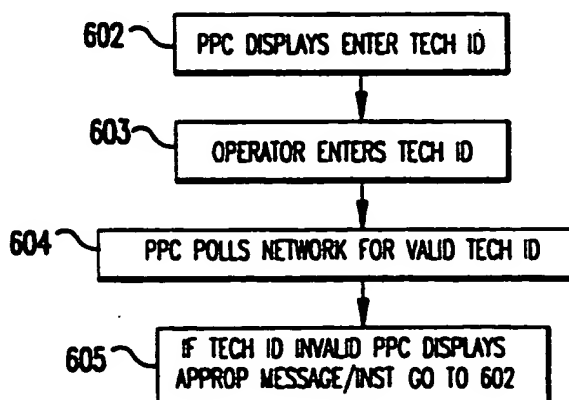 602
PPC DISPLAYS ENTER TECH ID
603
OPERATOR ENTERS TECH ID
604
PPC POLLS NETWORK FOR VALID TECH ID
605
IF TECH ID INVALID PPC DISPLAYS
APPROP MESSAGE/INST GO TO 602